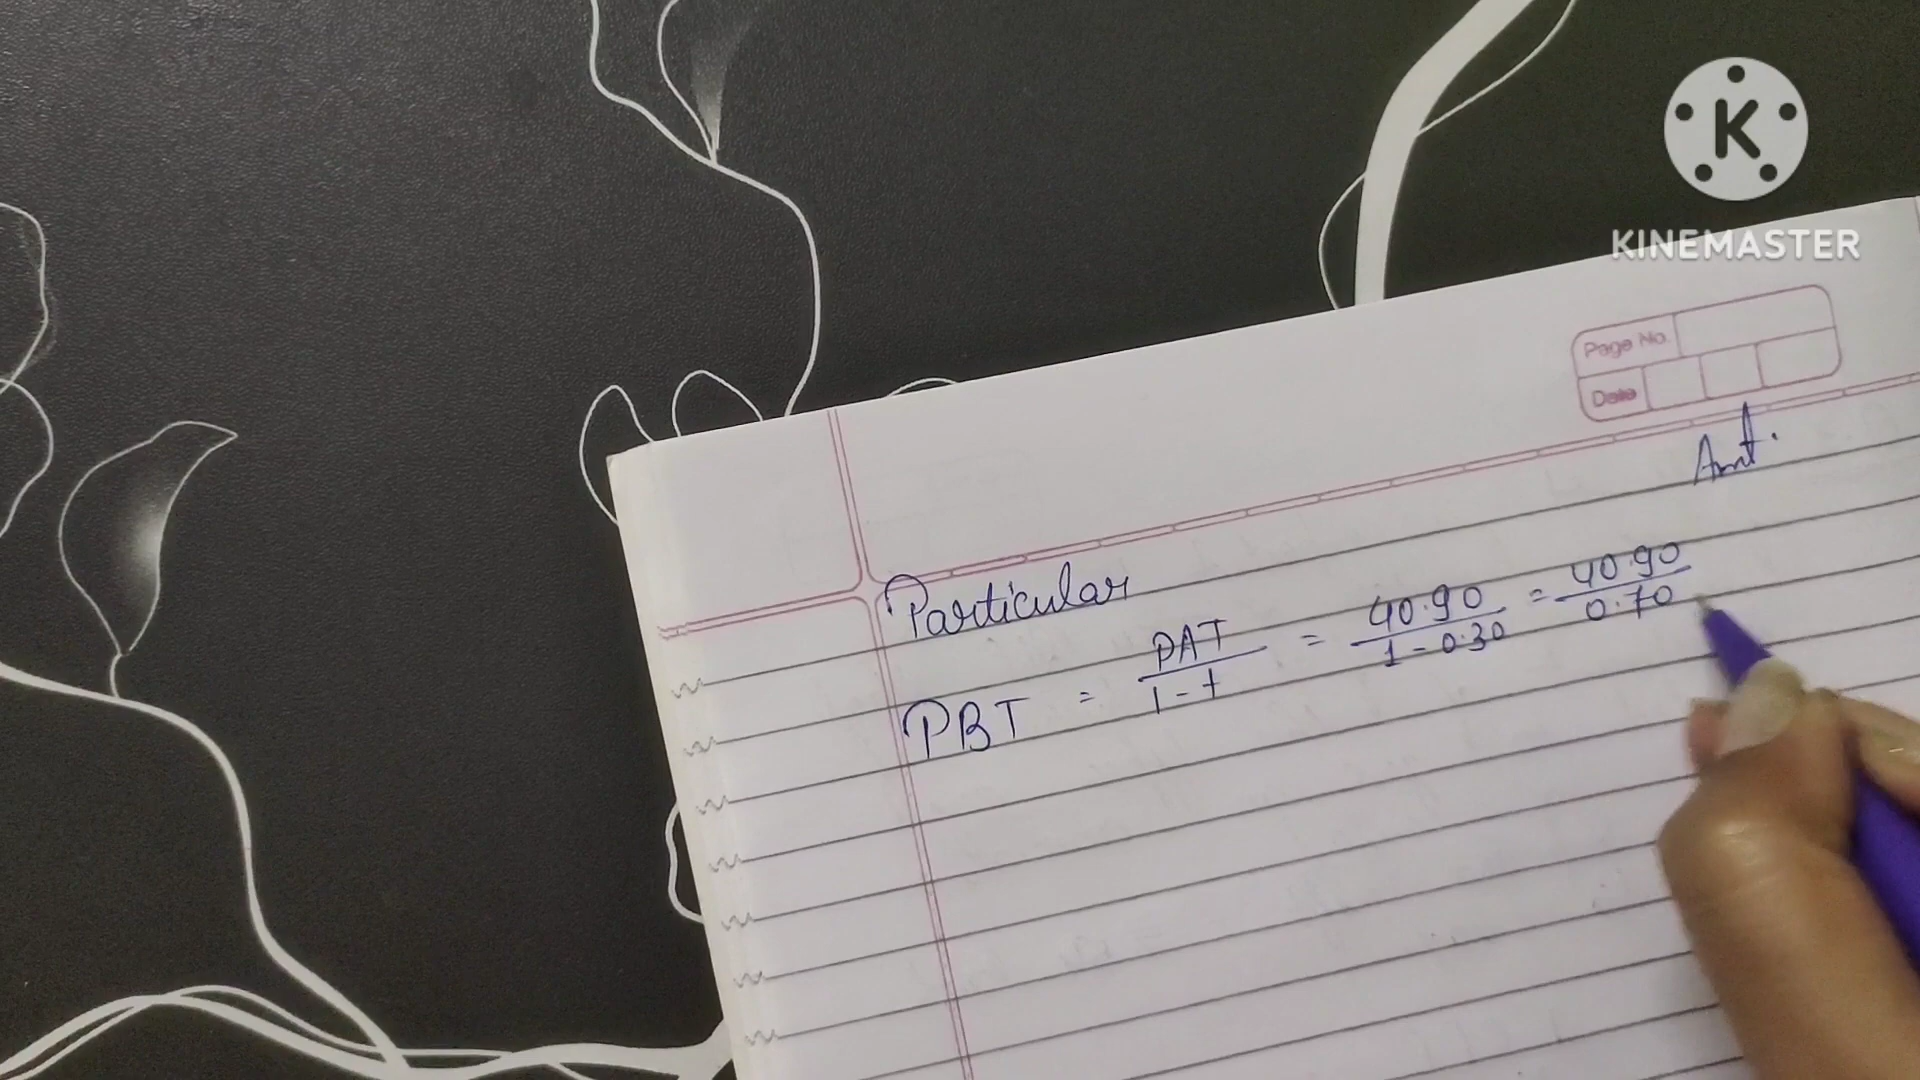 K
KINEMASTER
Page No.
Date
Particular Amt.
PBT = PAT / 1 - t = 40.90 / 1 - 0.30 = 40.90 / 0.70